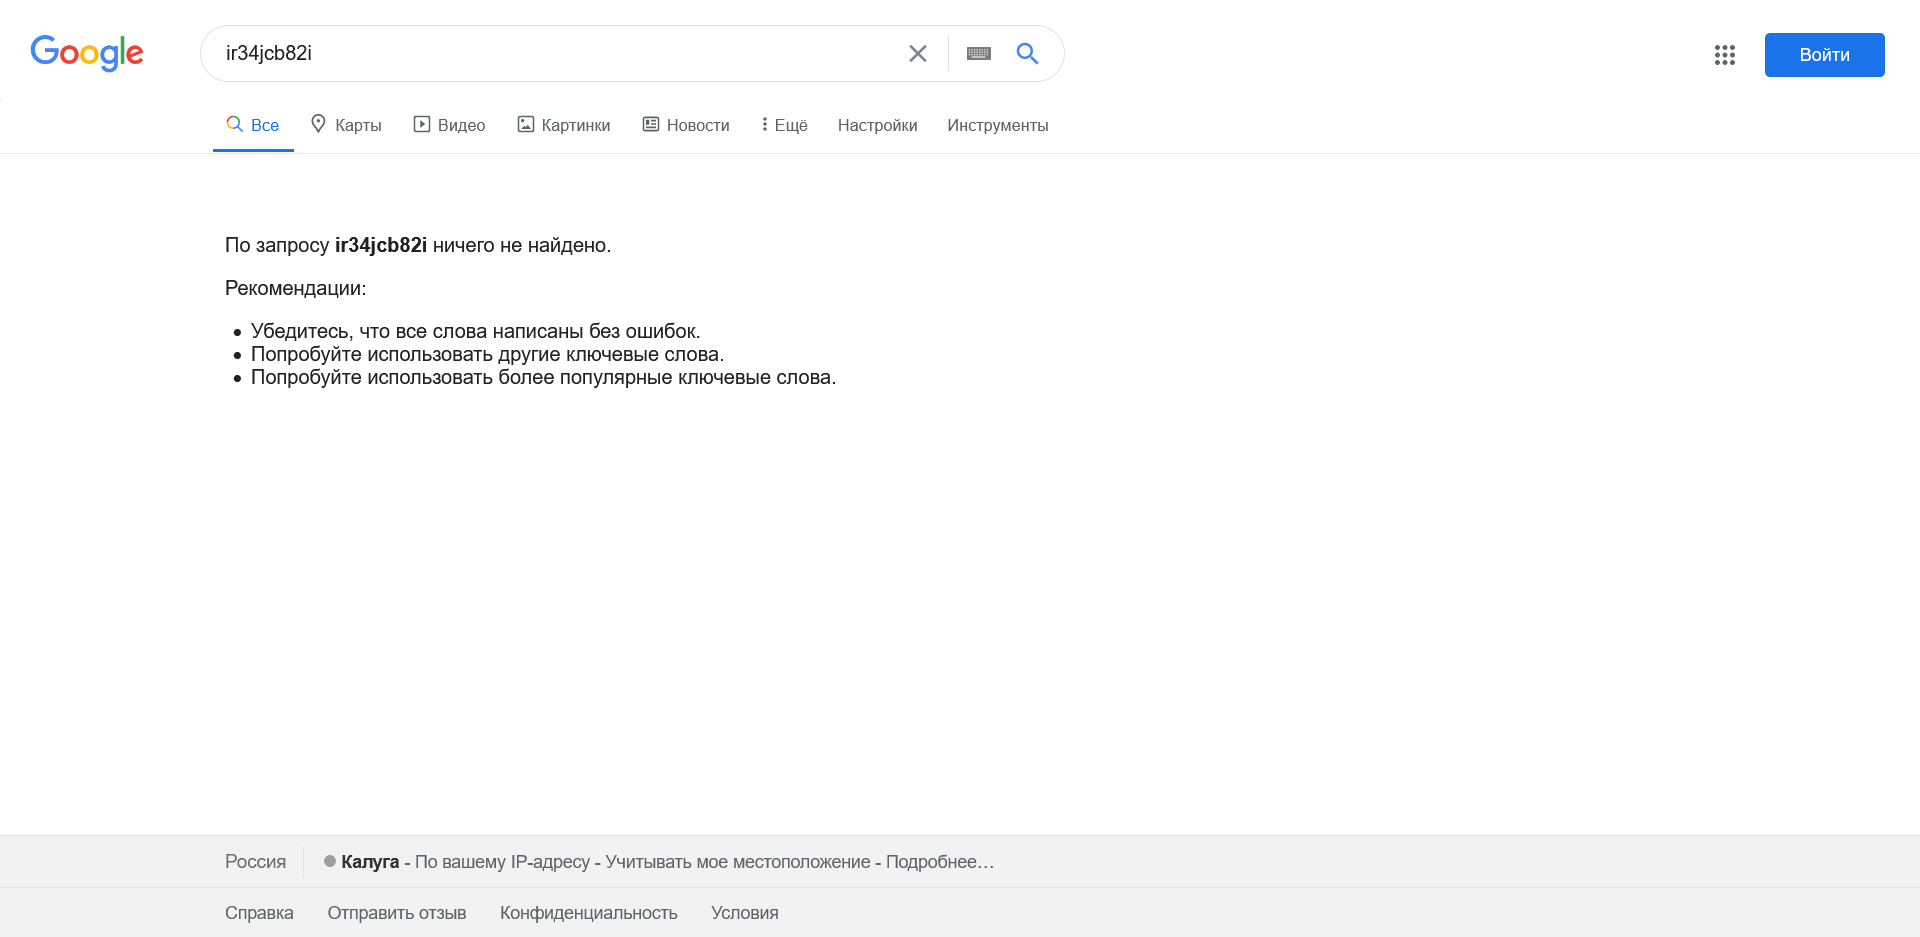 Google
ir34jcb82i
Войти
Все Карты Видео Картинки Новости Ещё Настройки Инструменты
По запросу ir34jcb82i ничего не найдено.
Рекомендации:
Убедитесь, что все слова написаны без ошибок.
Попробуйте использовать другие ключевые слова.
Попробуйте использовать более популярные ключевые слова.
Россия Калуга - По вашему IP-адресу - Учитывать мое местоположение - Подробнее…
Справка Отправить отзыв Конфиденциальность Условия